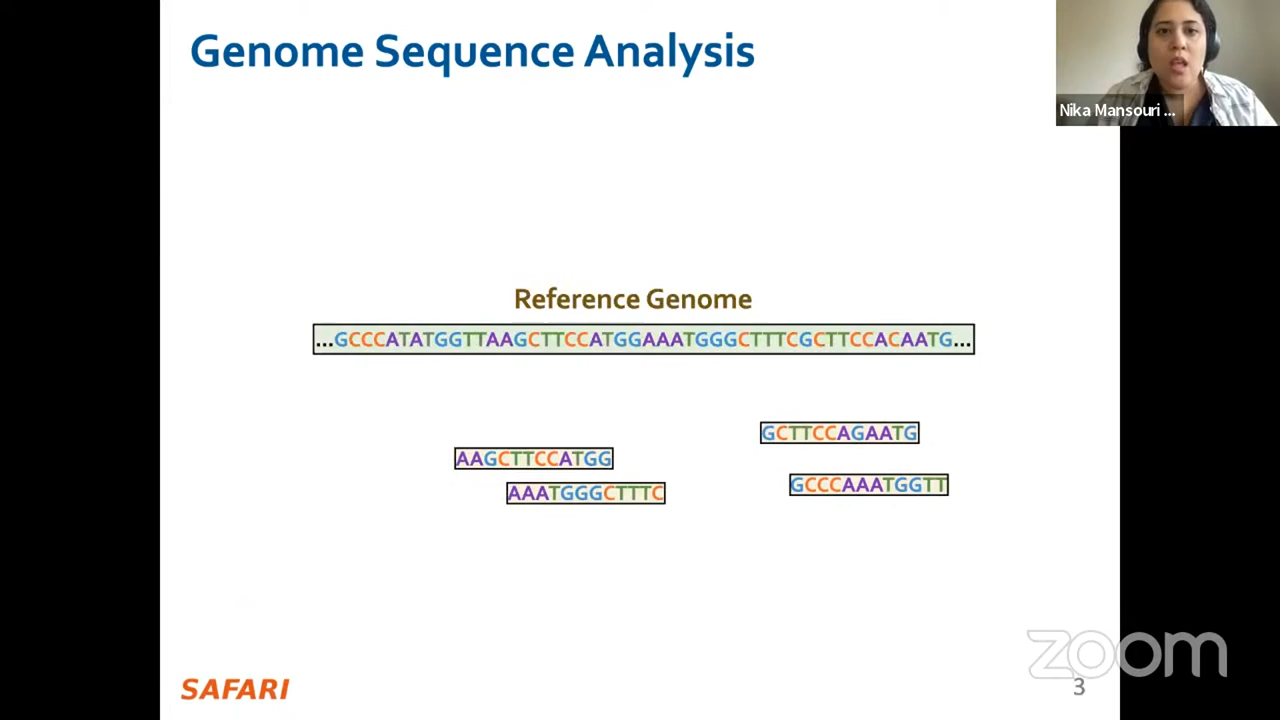 Genome Sequence Analysis
Nika Mansouri ...
Reference Genome
...GCCCATATGGTTAAGCTTCCATGGAAATGGGCTTTCGCTTCCACAATG...
GCTTCCAGAATG
AAGCTTCCATGG
GCCCAAATGGTT
AAATGGGCTTTC
zoom
SAFARI
3